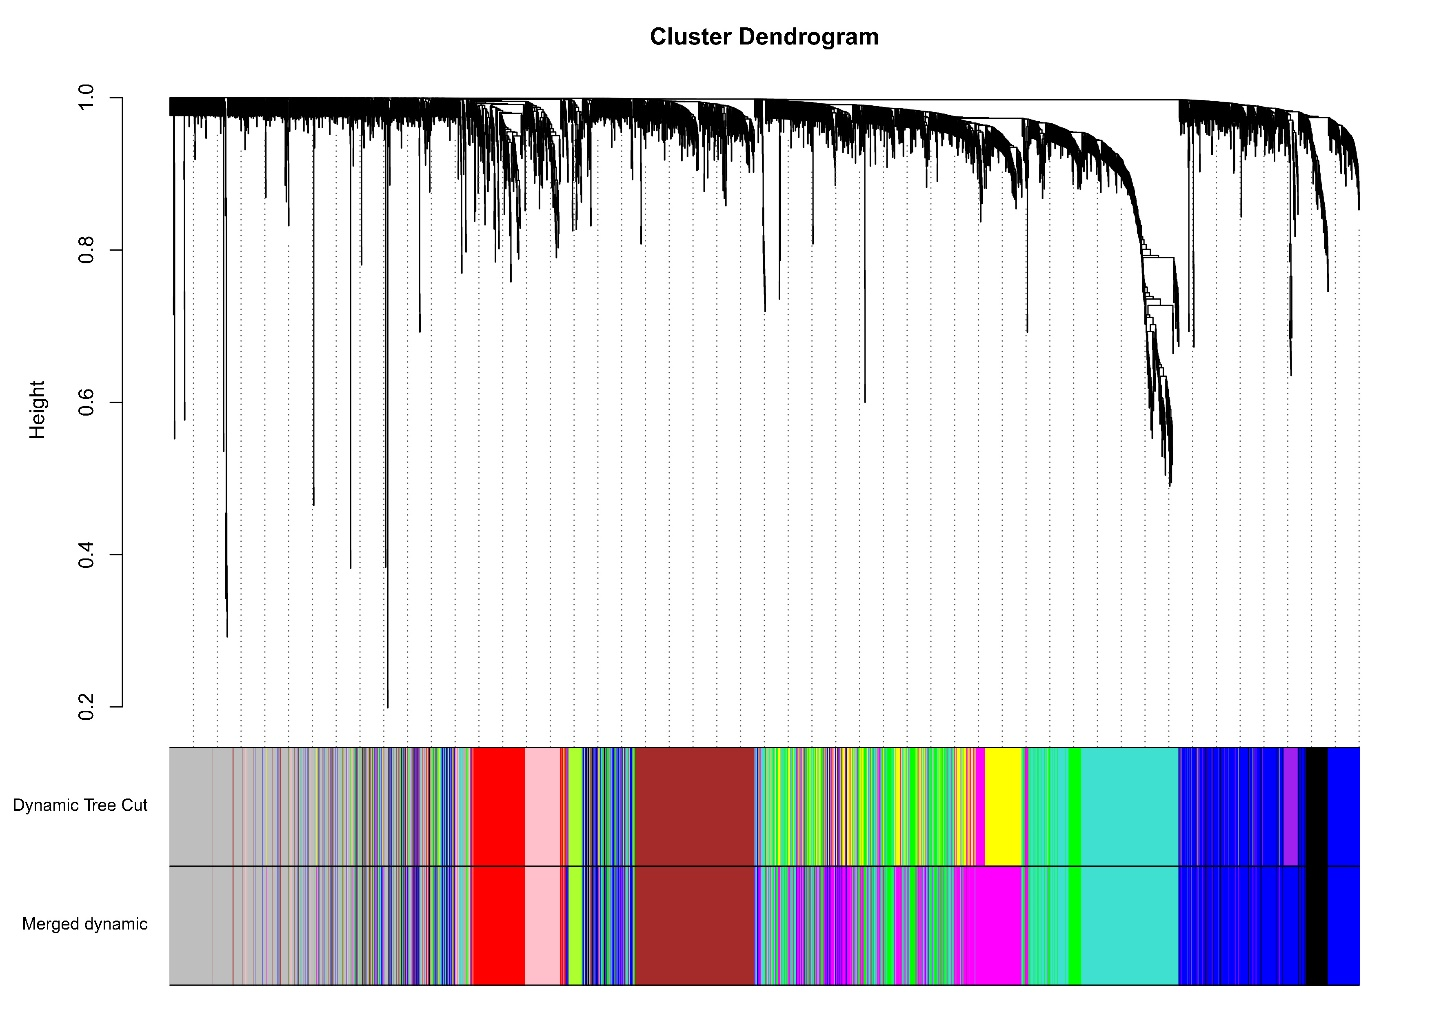 Cluster Dendrogram
1.0
0.8
0.6
0.4
0.2
Height
Dynamic Tree Cut
Merged dynamic